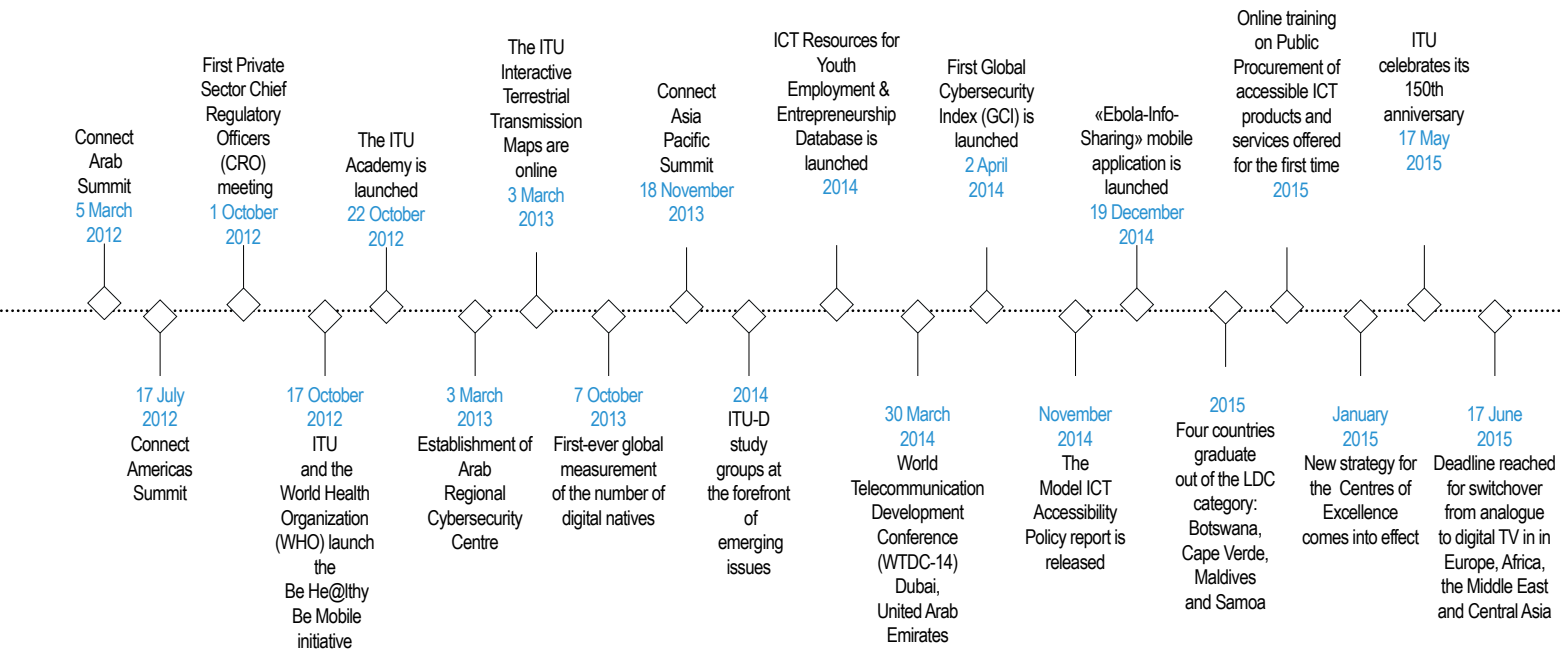 Connect
Arab
Summit
5 March
2012
17 July
2012
Connect
Americas
Summit
First Private
Sector Chief
Regulatory
Officers
(CRO)
meeting
1 October
2012
17 October
2012
ITU
and the
World Health
Organization
(WHO) launch
the
Be He@lthy
Be Mobile
initiative
The ITU
Academy is
launched
22 October
2012
3 March
2013
Establishment of
Arab
Regional
Cybersecurity
Centre
The ITU
Interactive
Terrestrial
Transmission
Maps are
online
3 March
2013
7 October
2013
First-ever global
measurement
of the number of
digital natives
Connect
Asia
Pacific
Summit
18 November
2013
2014
ITU-D
study
groups at
the forefront
of
emerging
issues
ICT Resources for
Youth
Employment &
Entrepreneurship
Database is
launched
2014
30 March
2014
World
Telecommunication
Development
Conference
(WTDC-14)
Dubai,
United Arab
Emirates
First Global
Cybersecurity
Index (GCI) is
launched
2 April
2014
November
2014
The
Model ICT
Accessibility
Policy report is
released
«Ebola-Info-
Sharing» mobile
application is
launched
19 December
2014
2015
Four countries
graduate
out of the LDC
category:
Botswana,
Cape Verde,
Maldives
and Samoa
Online training
on Public
Procurement of
accessible ICT
products and
services offered
for the first time
2015
January
2015
New strategy for
the Centres of
Excellence
comes into effect
ITU
celebrates its
150th
anniversary
17 May
2015
17 June
2015
Deadline reached
for switchover
from analogue
to digital TV in in
Europe, Africa,
the Middle East
and Central Asia